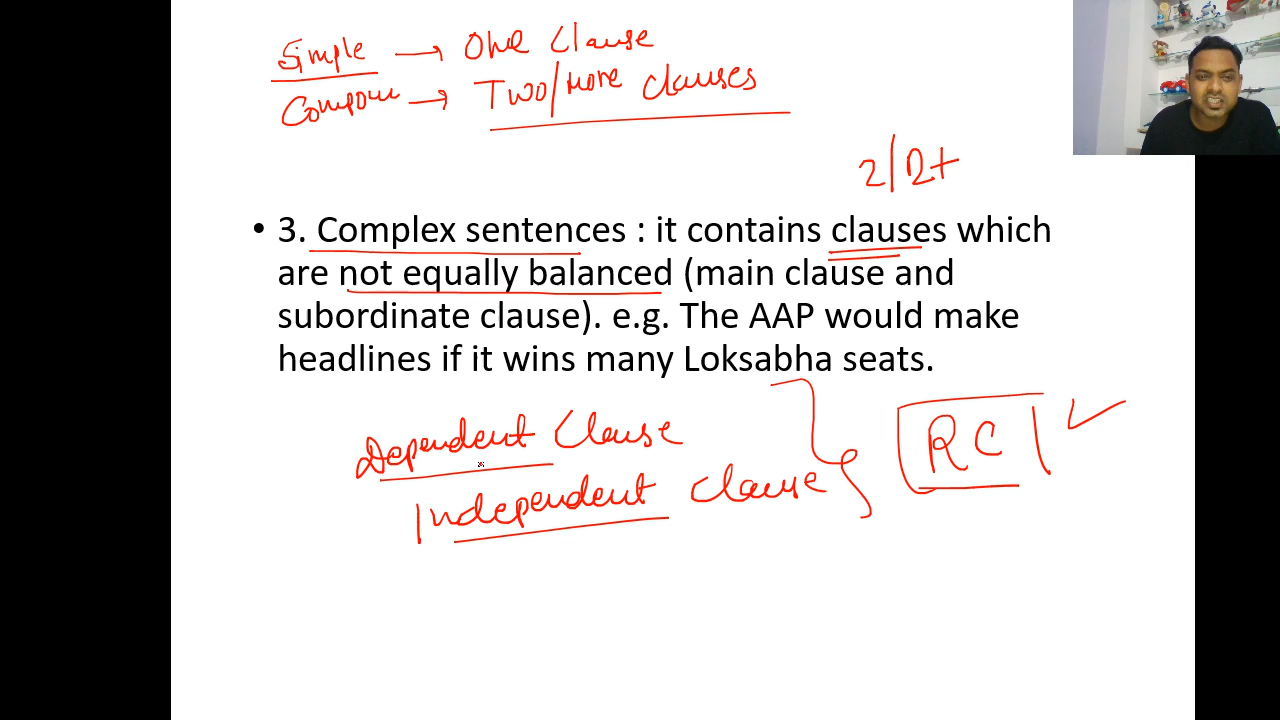 Simple → One Clause
Compoun → Two/more clauses
2/2+
• 3. Complex sentences : it contains clauses which
are not equally balanced (main clause and
subordinate clause). e.g. The AAP would make
headlines if it wins many Loksabha seats.
Dependent Clause
Independent clause
RC